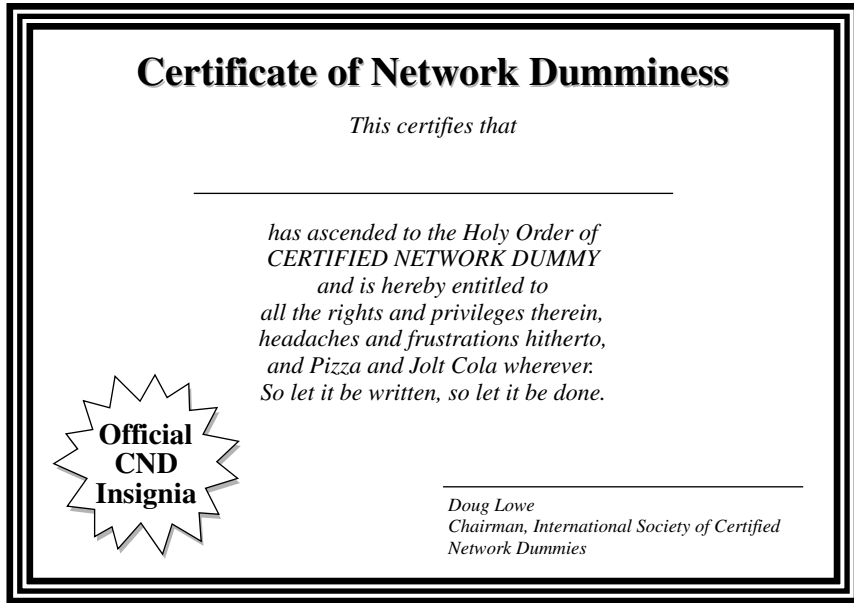 Certificate of Network Dumminess
This certifies that
has ascended to the Holy Order of
CERTIFIED NETWORK DUMMY
and is hereby entitled to
all the rights and privileges therein,
headaches and frustrations hitherto,
and Pizza and Jolt Cola wherever.
So let it be written, so let it be done.
Official
CND
Insignia
Doug Lowe
Chairman, International Society of Certified
Network Dummies